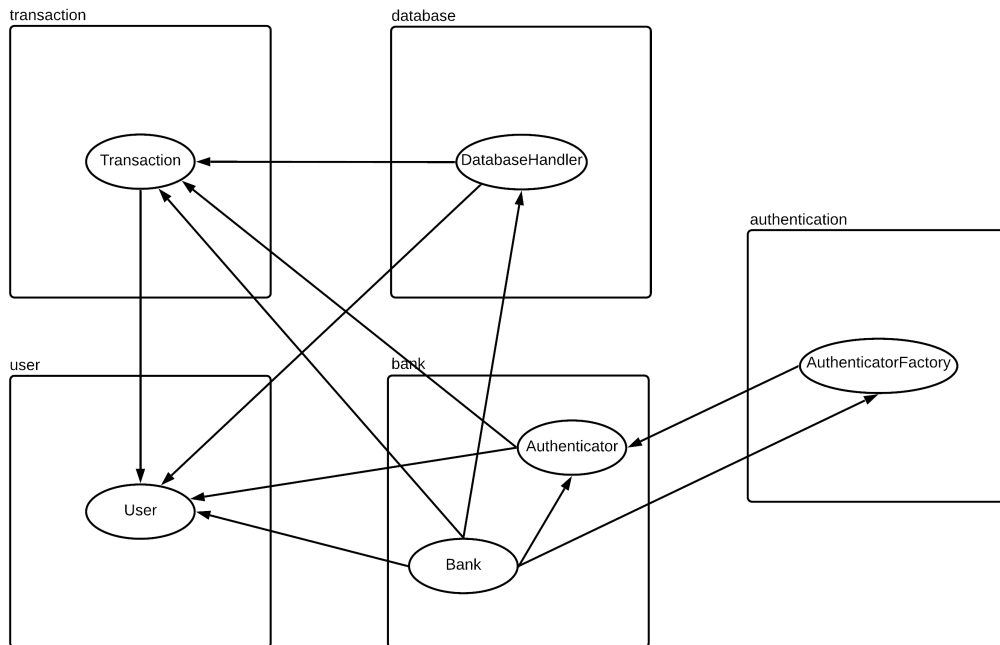 transaction
database
Transaction
DatabaseHandler
authentication
user
bank
AuthenticatorFactory
Authenticator
User
Bank